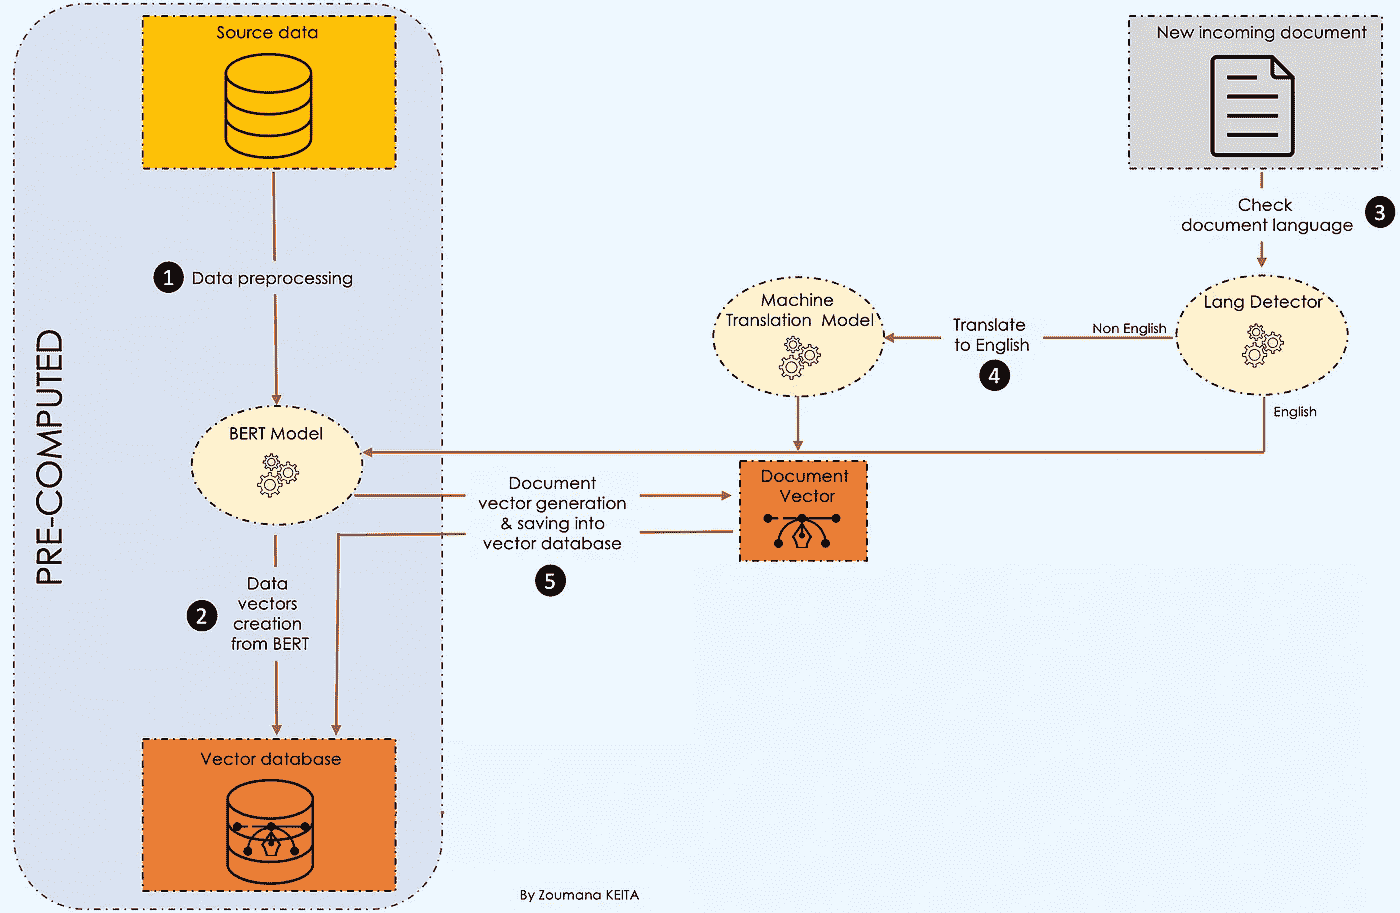 Source data
1 Data preprocessing
PRE-COMPUTED
BERT Model
2
Data
vectors
creation
from BERT
Vector database
New incoming document
Check
document language
3
Lang Detector
Non English
English
Translate
to English
4
Machine
Translation Model
Document
Vector
Document
vector generation
& saving into
vector database
5
By Zoumana KEITA